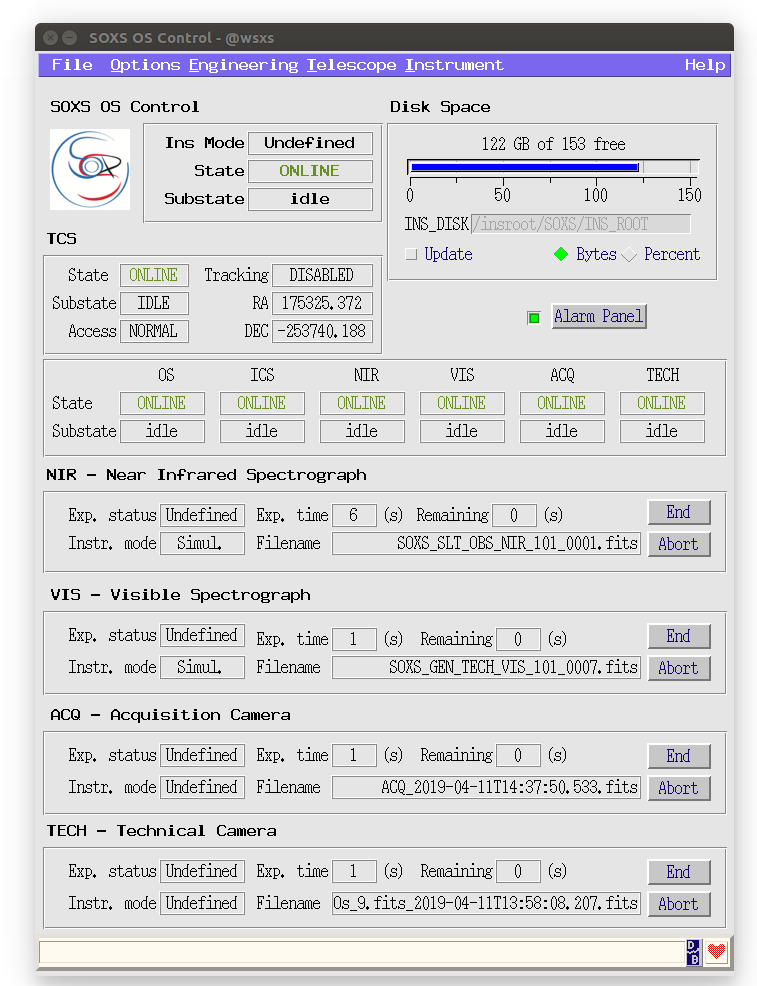 SOXS OS Control - @wsxs
File Options Engineering Telescope Instrument Help
SOXS OS Control
Ins Mode Undefined
State ONLINE
Substate idle
Disk Space
122 GB of 153 free
0 50 100 150
INS_DISK /insroot/SOXS/INS_ROOT
Update Bytes Percent
TCS
State ONLINE Tracking DISABLED
Substate IDLE RA 175325.372
Access NORMAL DEC -253740.188
Alarm Panel
OS ICS NIR VIS ACQ TECH
State ONLINE ONLINE ONLINE ONLINE ONLINE ONLINE
Substate idle idle idle idle idle idle
NIR - Near Infrared Spectrograph
Exp. status Undefined Exp. time 6 (s) Remaining 0 (s) End
Instr. mode Simul. Filename SOXS_SLT_OBS_NIR_101_0001.fits Abort
VIS - Visible Spectrograph
Exp. status Undefined Exp. time 1 (s) Remaining 0 (s) End
Instr. mode Simul. Filename SOXS_GEN_TECH_VIS_101_0007.fits Abort
ACQ - Acquisition Camera
Exp. status Undefined Exp. time 1 (s) Remaining 0 (s) End
Instr. mode Undefined Filename ACQ_2019-04-11T14:37:50.533.fits Abort
TECH - Technical Camera
Exp. status Undefined Exp. time 1 (s) Remaining 0 (s) End
Instr. mode Undefined Filename 0s_9.fits_2019-04-11T13:58:08.207.fits Abort
D
B